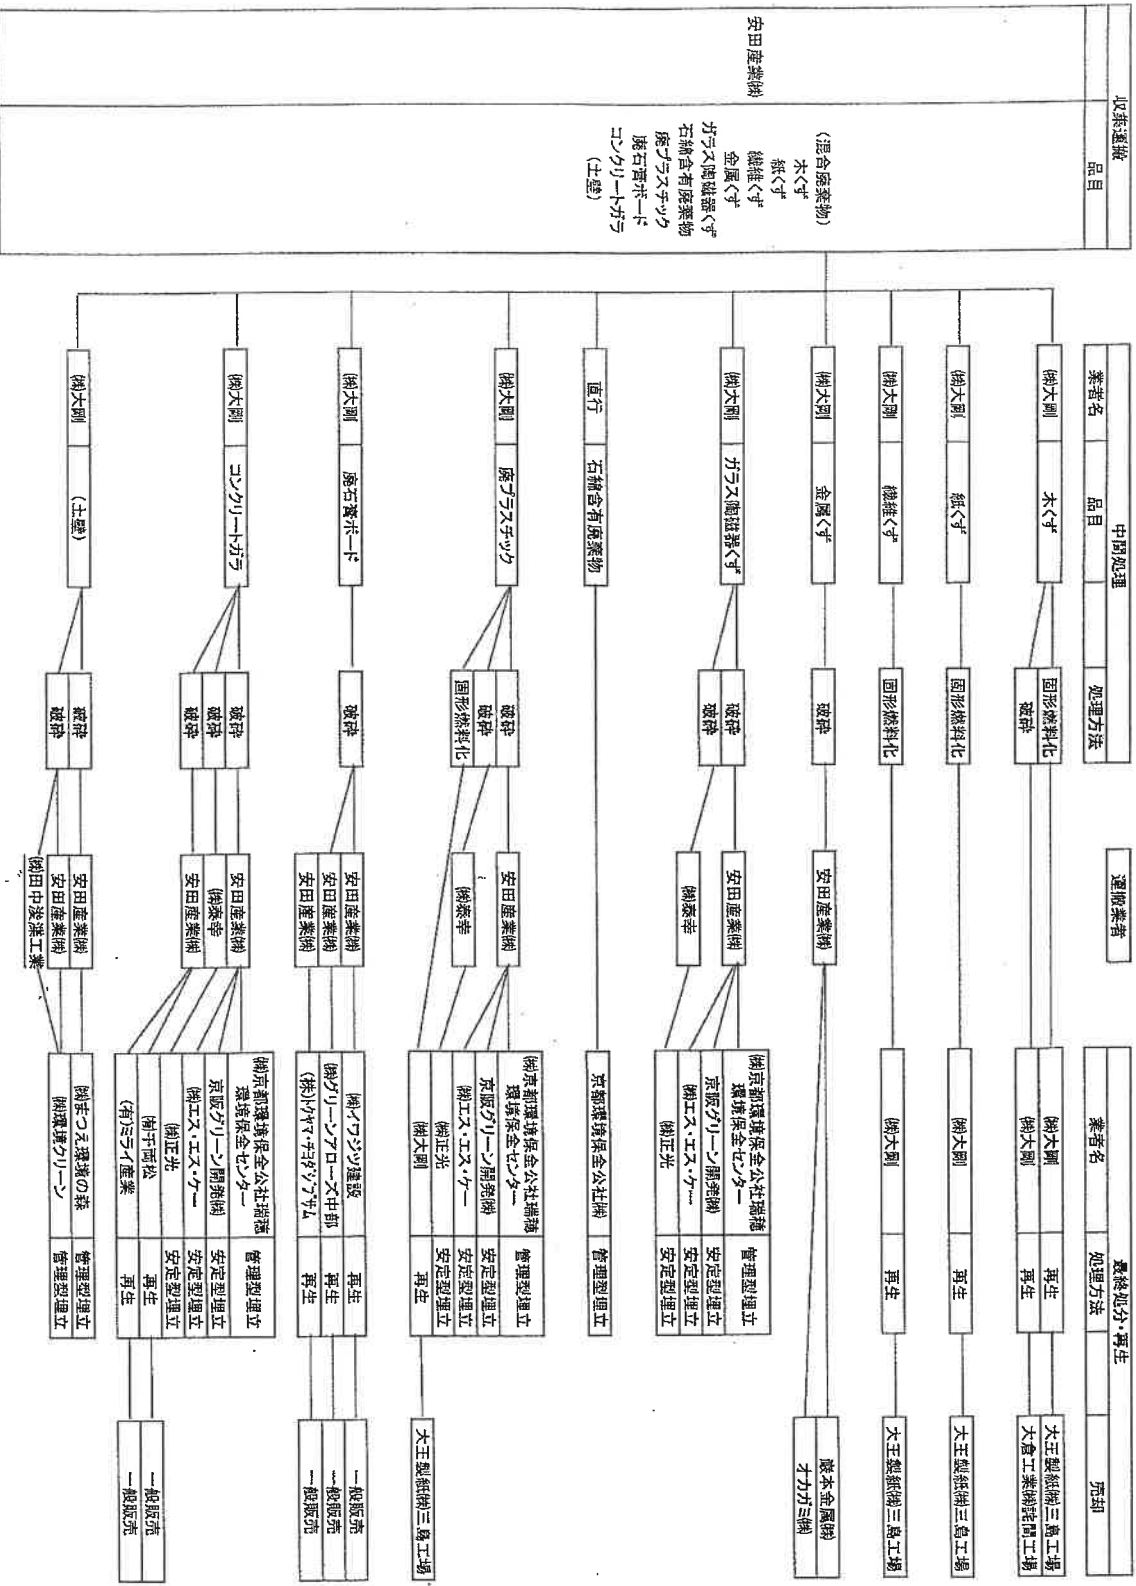 収集運搬
品目
安田産業㈱
（混合廃棄物）
木くず
紙くず
繊維くず
金属くず
ガラス陶磁器くず
石綿含有廃棄物
廃プラスチック
廃石膏ボード
コンクリートガラ
（土壁）
中間処理
業者名 品目 処理方法
運搬業者
最終処分・再生
業者名 処理方法 売却
㈱大剛 木くず
固形燃料化
破砕
㈱大剛 再生
㈱大剛 再生
大王製紙㈱三島工場
大倉工業㈱詫間工場
㈱大剛 紙くず 固形燃料化 ㈱大剛 再生 大王製紙㈱三島工場
㈱大剛 繊維くず 固形燃料化 ㈱大剛 再生 大王製紙㈱三島工場
㈱大剛 金属くず 破砕 安田産業㈱
厳本金属㈱
オカガミ㈱
㈱大剛 ガラス陶磁器くず
破砕
破砕
安田産業㈱
㈱泰幸
㈱京都環境保全公社瑞穂
環境保全センター 管理型埋立
京阪グリーン開発㈱ 安定型埋立
㈱エス・エス・ケー 安定型埋立
㈱正光 安定型埋立
直行 石綿含有廃棄物 京都環境保全公社㈱ 管理型埋立
㈱大剛 廃プラスチック
破砕
破砕
固形燃料化
安田産業㈱
㈱泰幸
㈱京都環境保全公社瑞穂
環境保全センター 管理型埋立
京阪グリーン開発㈱ 安定型埋立
㈱エス・エス・ケー 安定型埋立
㈱正光 安定型埋立
㈱大剛 再生
大王製紙㈱三島工場
㈱大剛 廃石膏ボード 破砕
安田産業㈱
安田産業㈱
安田産業㈱
㈱イワジツ建設 再生 一般販売
㈱グリーンアローズ中部 再生 一般販売
（株）トクヤマ・チヨダジプサム 再生 一般販売
㈱大剛 コンクリートガラ
破砕
破砕
破砕
安田産業㈱
㈱泰幸
安田産業㈱
㈱京都環境保全公社瑞穂
環境保全センター 管理型埋立
京阪グリーン開発㈱ 安定型埋立
㈱エス・エス・ケー 安定型埋立
㈱正光 安定型埋立
㈲千両松 再生 一般販売
（有）ミライ産業 再生 一般販売
㈱大剛 （土壁）
破砕
破砕
安田産業㈱
安田産業㈱
㈱田中浚渫工業
㈱まつえ環境の森 管理型埋立
㈱環境クリーン 管理型埋立